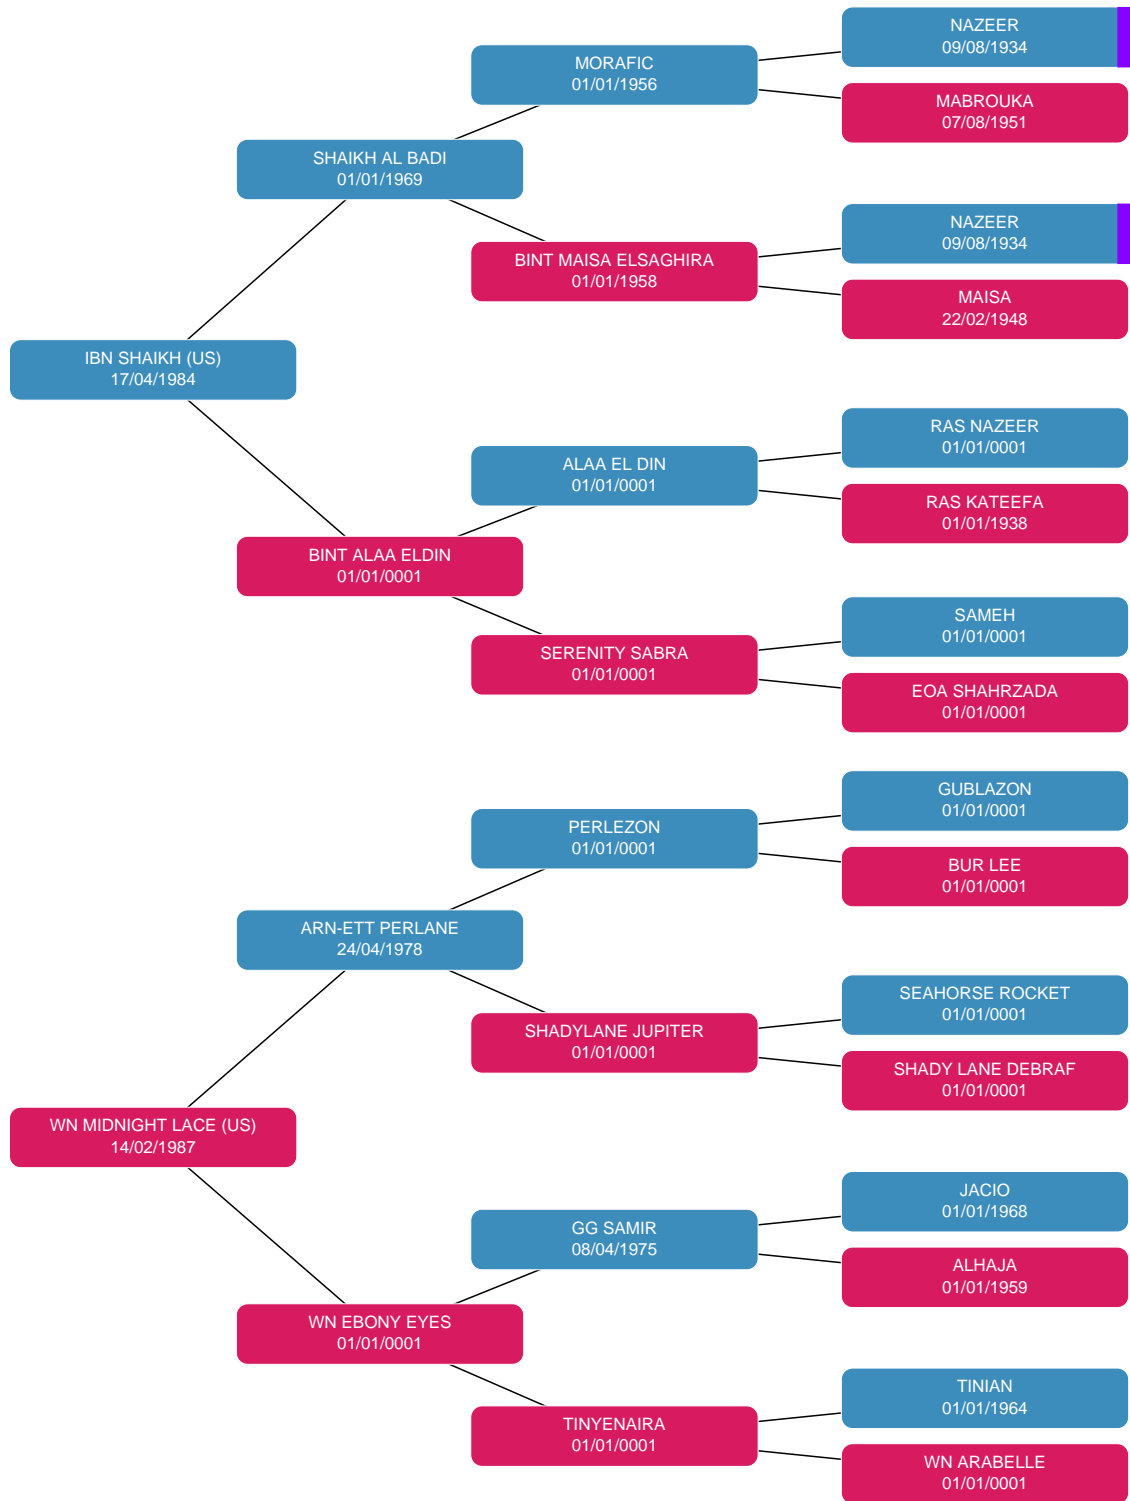 NAZEER
09/08/1934
MORAFIC
01/01/1956
MABROUKA
07/08/1951
SHAIKH AL BADI
01/01/1969
NAZEER
09/08/1934
BINT MAISA ELSAGHIRA
01/01/1958
MAISA
22/02/1948
IBN SHAIKH (US)
17/04/1984
RAS NAZEER
01/01/0001
ALAA EL DIN
01/01/0001
RAS KATEEFA
01/01/1938
BINT ALAA ELDIN
01/01/0001
SAMEH
01/01/0001
SERENITY SABRA
01/01/0001
EOA SHAHRZADA
01/01/0001
GUBLAZON
01/01/0001
PERLEZON
01/01/0001
BUR LEE
01/01/0001
ARN-ETT PERLANE
24/04/1978
SEAHORSE ROCKET
01/01/0001
SHADYLANE JUPITER
01/01/0001
SHADY LANE DEBRAF
01/01/0001
WN MIDNIGHT LACE (US)
14/02/1987
JACIO
01/01/1968
GG SAMIR
08/04/1975
ALHAJA
01/01/1959
WN EBONY EYES
01/01/0001
TINIAN
01/01/1964
TINYENAIRA
01/01/0001
WN ARABELLE
01/01/0001